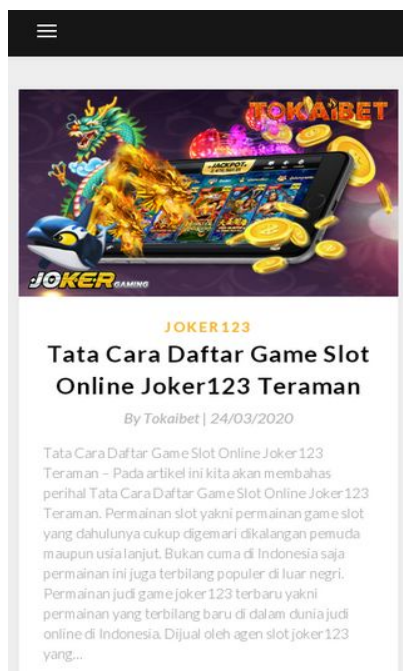 TOKAIBET
JACKPOT
JOKER GAMING
JOKER123
Tata Cara Daftar Game Slot
Online Joker123 Teraman
By Tokaibet | 24/03/2020
Tata Cara Daftar Game Slot Online Joker123
Teraman – Pada artikel ini kita akan membahas
perihal Tata Cara Daftar Game Slot Online Joker123
Teraman. Permainan slot yakni permainan game slot
yang dahulunya cukup digemari dikalangan pemuda
maupun usia lanjut. Bukan cuma di Indonesia saja
permainan ini juga terbilang populer di luar negri.
Permainan judi game joker123 terbaru yakni
permainan yang terbilang baru di dalam dunia judi
online di Indonesia. Dijual oleh agen slot joker123
yang...